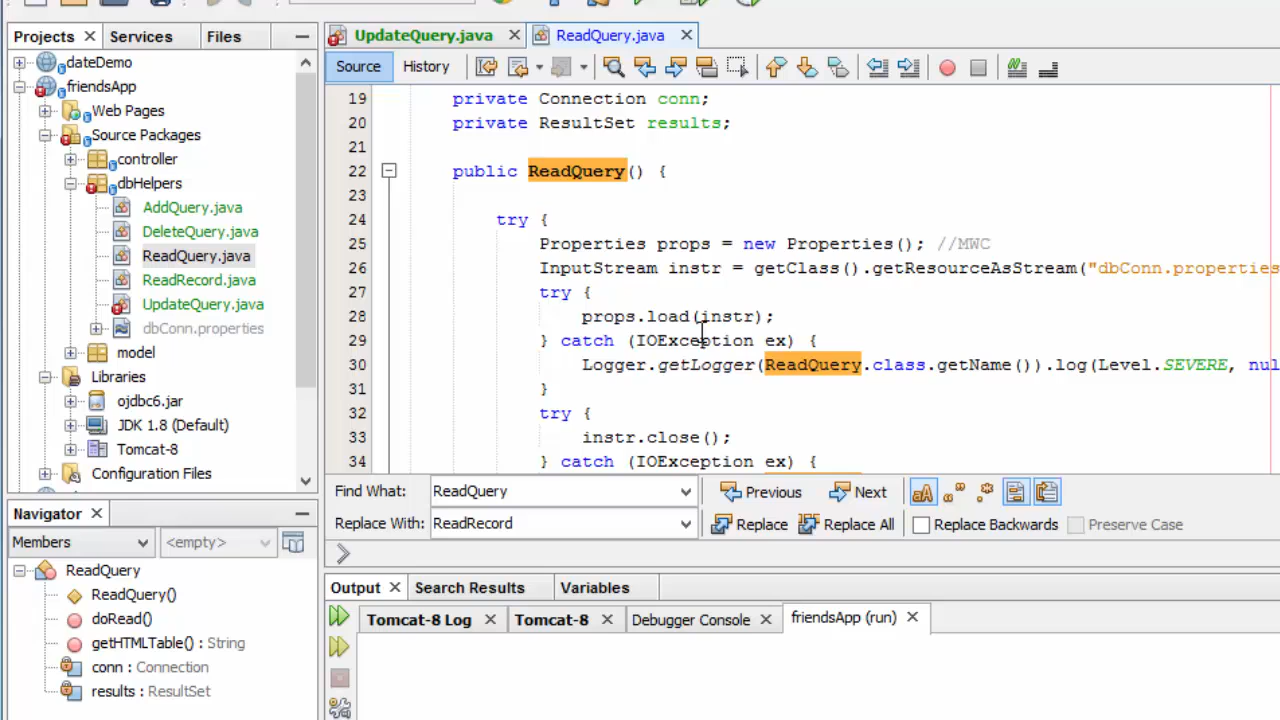 Projects
Services
Files
dateDemo
friendsApp
Web Pages
Source Packages
controller
dbHelpers
AddQuery.java
DeleteQuery.java
ReadQuery.java
ReadRecord.java
UpdateQuery.java
dbConn.properties
model
Libraries
ojdbc6.jar
JDK 1.8 (Default)
Tomcat-8
Configuration Files
Navigator
Members
<empty>
ReadQuery
ReadQuery()
doRead()
getHTMLTable() : String
conn : Connection
results : ResultSet
UpdateQuery.java
ReadQuery.java
Source
History
19 private Connection conn;
20 private ResultSet results;
21
22 public ReadQuery() {
23
24 try {
25 Properties props = new Properties(); //MWC
26 InputStream instr = getClass().getResourceAsStream("dbConn.properties
27 try {
28 props.load(instr);
29 } catch (IOException ex) {
30 Logger.getLogger(ReadQuery.class.getName()).log(Level.SEVERE, nul
31 }
32 try {
33 instr.close();
34 } catch (IOException ex) {
Find What: ReadQuery Previous Next
Replace With: ReadRecord Replace Replace All Replace Backwards Preserve Case
Output Search Results Variables
Tomcat-8 Log Tomcat-8 Debugger Console friendsApp (run)